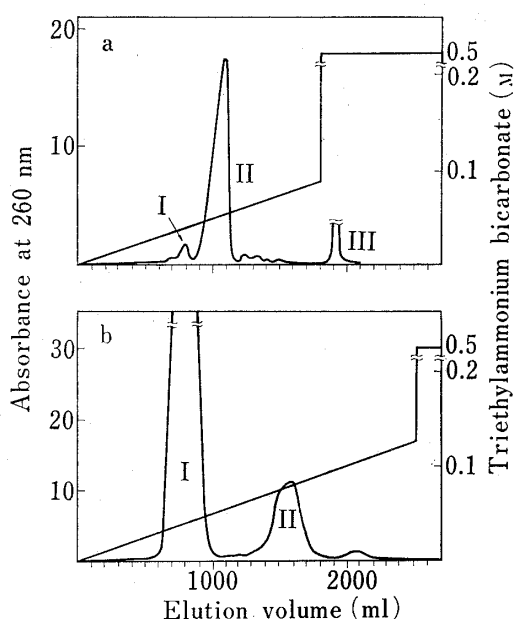 a
20
10
I
II
III
0.5
0.2
0.1
b
30
20
10
I
II
0.5
0.2
0.1
1000
2000
Elution volume (ml)
Absorbance at 260 nm
Triethylammonium bicarbonate (M)